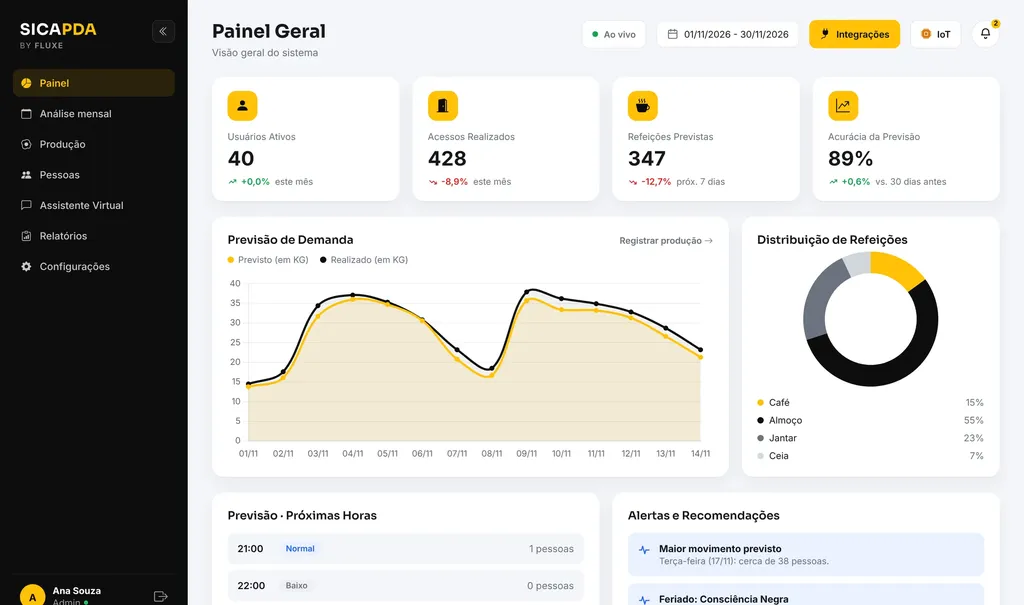 SICAPDA
BY FLUXE
Painel
Análise mensal
Produção
Pessoas
Assistente Virtual
Relatórios
Configurações
A
Ana Souza
Admin
Painel Geral
Visão geral do sistema
Ao vivo
01/11/2026 - 30/11/2026
Integrações
IoT
2
Usuários Ativos
40
+0,0% este mês
Acessos Realizados
428
-8,9% este mês
Refeições Previstas
347
-12,7% próx. 7 dias
Acurácia da Previsão
89%
+0,6% vs. 30 dias antes
Previsão de Demanda
Registrar produção →
Previsto (em KG) Realizado (em KG)
40
35
30
25
20
15
10
5
0
01/11 02/11 03/11 04/11 05/11 06/11 07/11 08/11 09/11 10/11 11/11 12/11 13/11 14/11
Distribuição de Refeições
Café 15%
Almoço 55%
Jantar 23%
Ceia 7%
Previsão · Próximas Horas
21:00 Normal 1 pessoas
22:00 Baixo 0 pessoas
Alertas e Recomendações
Maior movimento previsto
Terça-feira (17/11): cerca de 38 pessoas.
Feriado: Consciência Negra